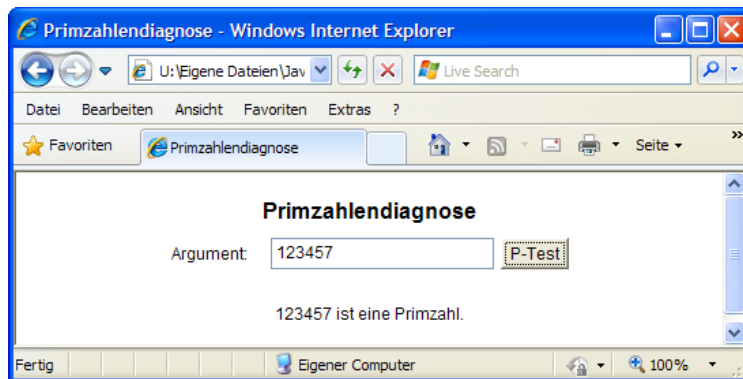 Primzahlendiagnose - Windows Internet Explorer
U:\Eigene Dateien\Jav
Live Search
Datei Bearbeiten Ansicht Favoriten Extras ?
Favoriten Primzahlendiagnose Seite »
Primzahlendiagnose
Argument: 123457 P-Test
123457 ist eine Primzahl.
Fertig Eigener Computer 100%